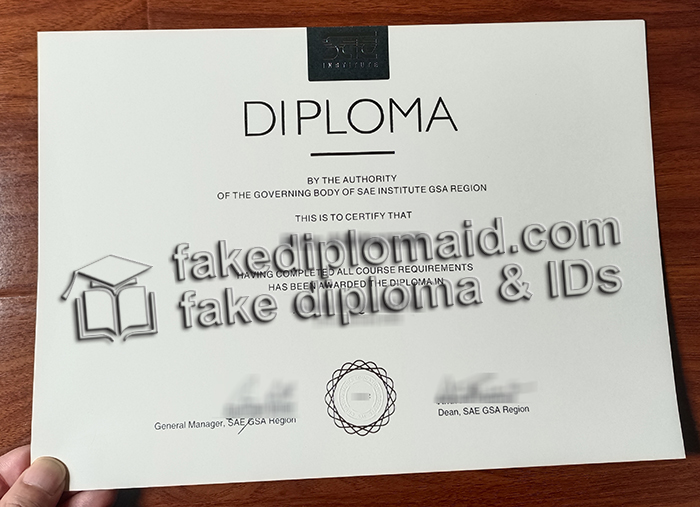 SAE
INSTITUTE
DIPLOMA
BY THE AUTHORITY
OF THE GOVERNING BODY OF SAE INSTITUTE GSA REGION
THIS IS TO CERTIFY THAT
fakediplomaid.com
HAVING COMPLETED ALL COURSE REQUIREMENTS
HAS BEEN AWARDED THE DIPLOMA IN
fake diploma & IDs
General Manager, SAE GSA Region
Dean, SAE GSA Region